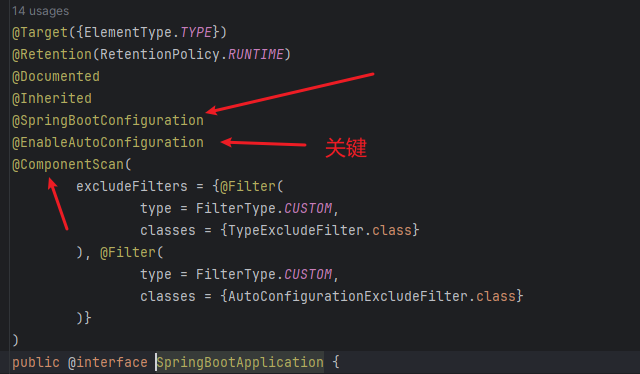 14 usages
@Target({ElementType.TYPE})
@Retention(RetentionPolicy.RUNTIME)
@Documented
@Inherited
@SpringBootConfiguration
@EnableAutoConfiguration 关键
@ComponentScan(
        excludeFilters = {@Filter(
                type = FilterType.CUSTOM,
                classes = {TypeExcludeFilter.class}
        ), @Filter(
                type = FilterType.CUSTOM,
                classes = {AutoConfigurationExcludeFilter.class}
        )}
)
public @interface SpringBootApplication {